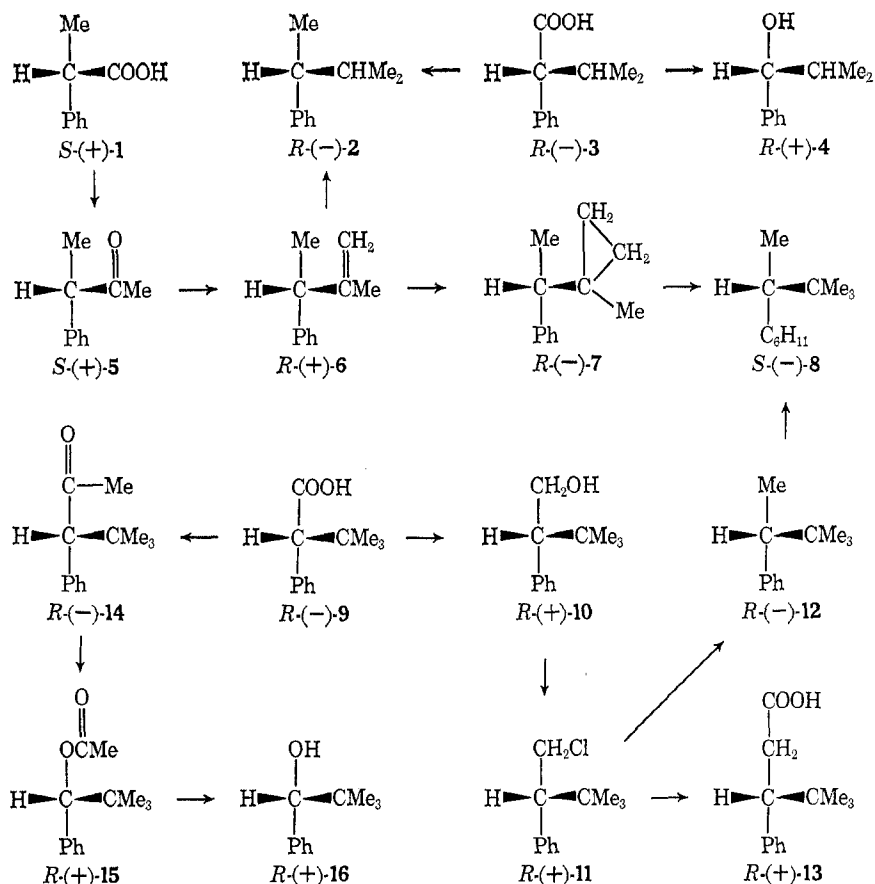 Me Me COOH OH
H C COOH H C CHMe₂ H C CHMe₂ H C CHMe₂
Ph Ph Ph Ph
S-(+)-1 R-(−)-2 R-(−)-3 R-(+)-4
CH₂
Me O Me CH₂ Me CH₂ Me
H C CMe H C CMe H C C H C CMe₃
Me
Ph Ph Ph C₆H₁₁
S-(+)-5 R-(+)-6 R-(−)-7 S-(−)-8
O
C—Me COOH CH₂OH Me
H C CMe₃ H C CMe₃ H C CMe₃ H C CMe₃
Ph Ph Ph Ph
R-(−)-14 R-(−)-9 R-(+)-10 R-(−)-12
O COOH
OCMe OH CH₂Cl CH₂
H C CMe₃ H C CMe₃ H C CMe₃ H C CMe₃
Ph Ph Ph Ph
R-(+)-15 R-(+)-16 R-(+)-11 R-(+)-13